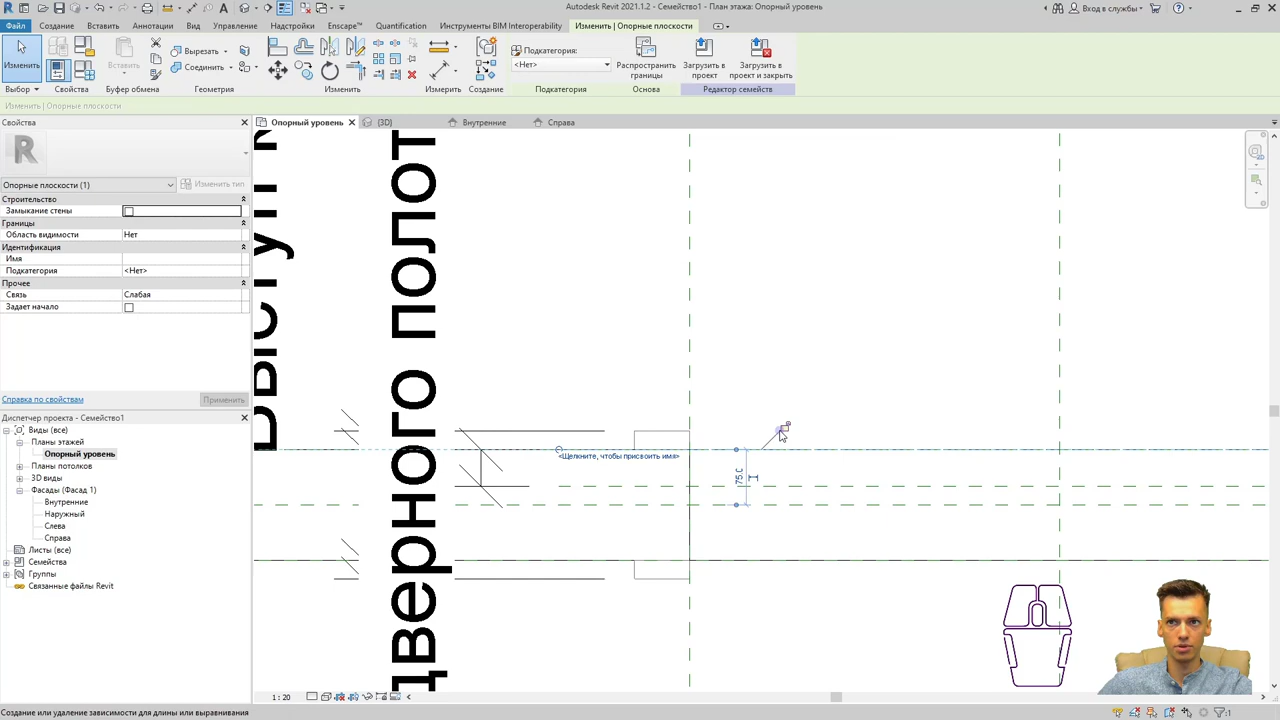 Autodesk Revit 2021.1.2 - Семейство1 - План этажа: Опорный уровень
Вход в службы
Файл Создание Вставить Аннотации Вид Управление Надстройки Enscape™ Quantification Инструменты BIM Interoperability Изменить | Опорные плоскости
Изменить
Вставить
Вырезать
Соединить
Подкатегория:
<Нет>
Распространить границы
Загрузить в проект
Загрузить в проект и закрыть
Выбор Свойства Буфер обмена Геометрия Изменить Измерить Создание Подкатегория Основа Редактор семейств
Изменить | Опорные плоскости
Свойства
Опорный уровень {3D} Внутренние Справа
R
Опорные плоскости (1) Изменить тип
Строительство
Замыкание стены
Границы
Область видимости Нет
Идентификация
Имя
Подкатегория <Нет>
Прочее
Связь Слабая
Задает начало
Справка по свойствам Применить
Диспетчер проекта - Семейство1
Виды (все)
Планы этажей
Опорный уровень
Планы потолков
3D виды
Фасады (Фасад 1)
Внутренние
Наружный
Слева
Справа
Листы (все)
Семейства
Группы
Связанные файлы Revit
дверного полот
<Щелкните, чтобы присвоить имя>
75.0
1 : 20
Создание или удаление зависимости для длины или выравнивания
:1